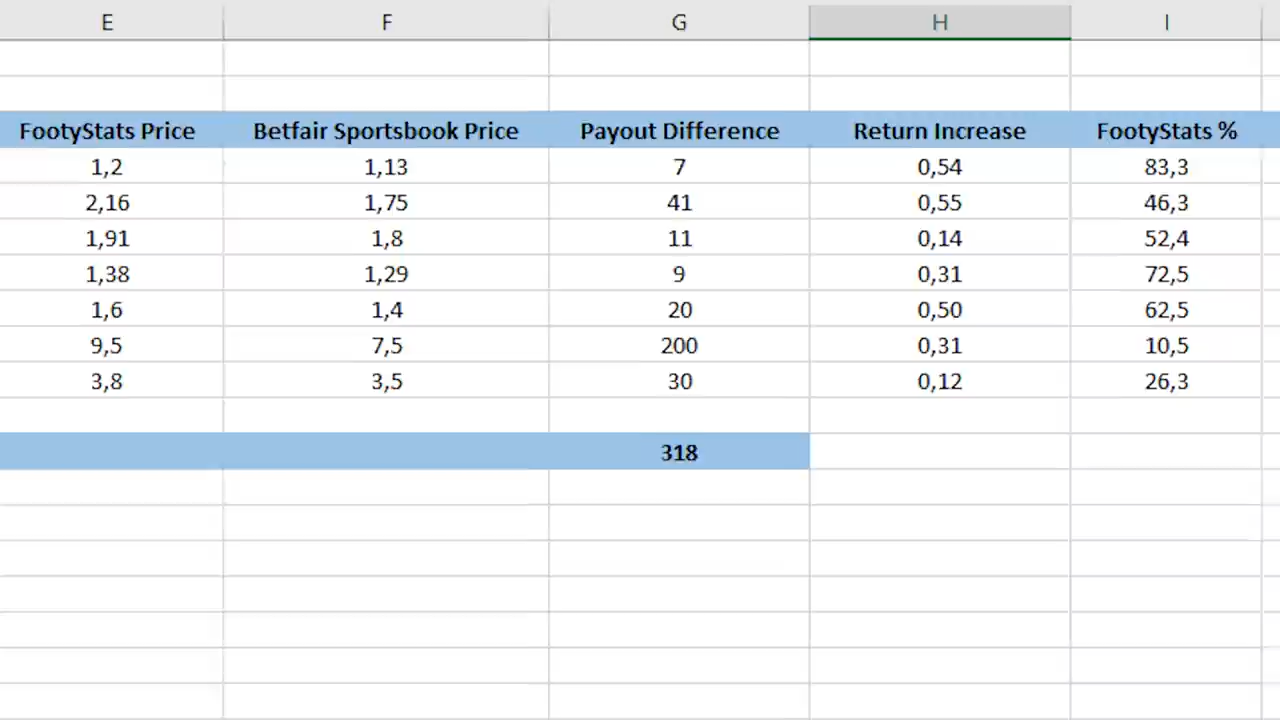 E F G H I
FootyStats Price Betfair Sportsbook Price Payout Difference Return Increase FootyStats %
1,2 1,13 7 0,54 83,3
2,16 1,75 41 0,55 46,3
1,91 1,8 11 0,14 52,4
1,38 1,29 9 0,31 72,5
1,6 1,4 20 0,50 62,5
9,5 7,5 200 0,31 10,5
3,8 3,5 30 0,12 26,3
318